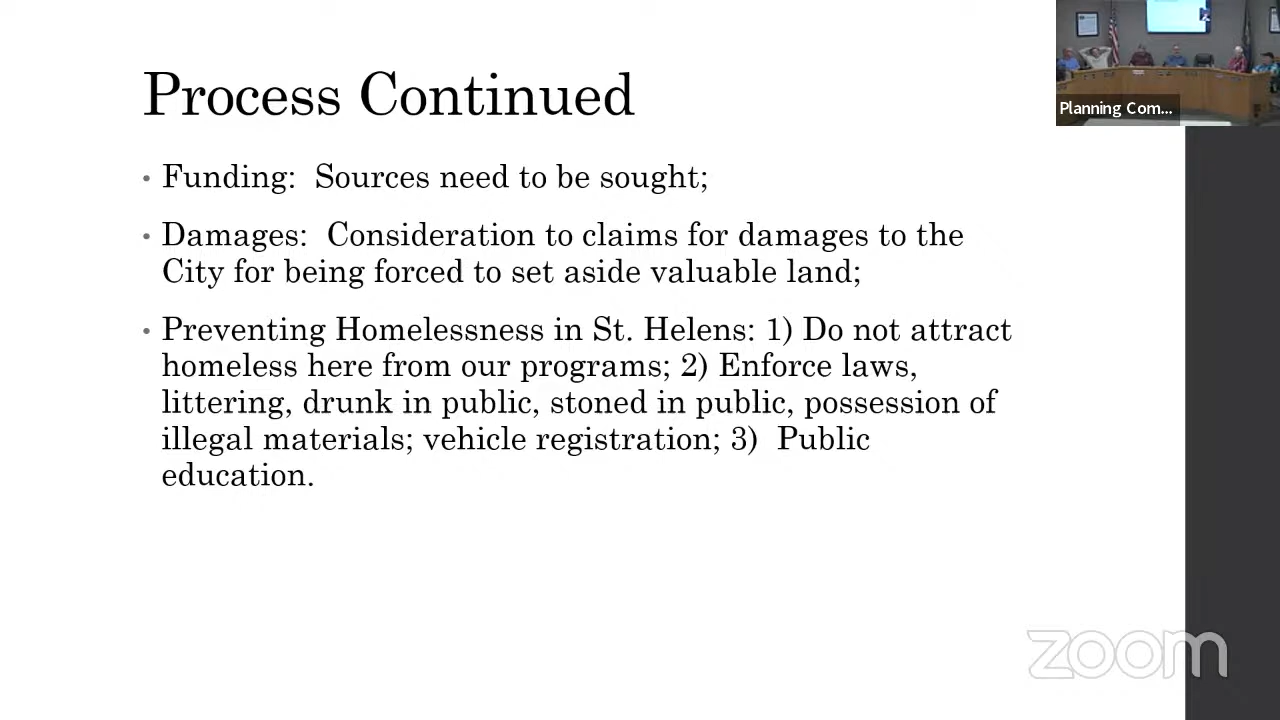 Process Continued
Planning Com...
• Funding:  Sources need to be sought;
• Damages:  Consideration to claims for damages to the
City for being forced to set aside valuable land;
• Preventing Homelessness in St. Helens: 1) Do not attract
homeless here from our programs; 2) Enforce laws,
littering, drunk in public, stoned in public, possession of
illegal materials; vehicle registration; 3)  Public
education.
zoom